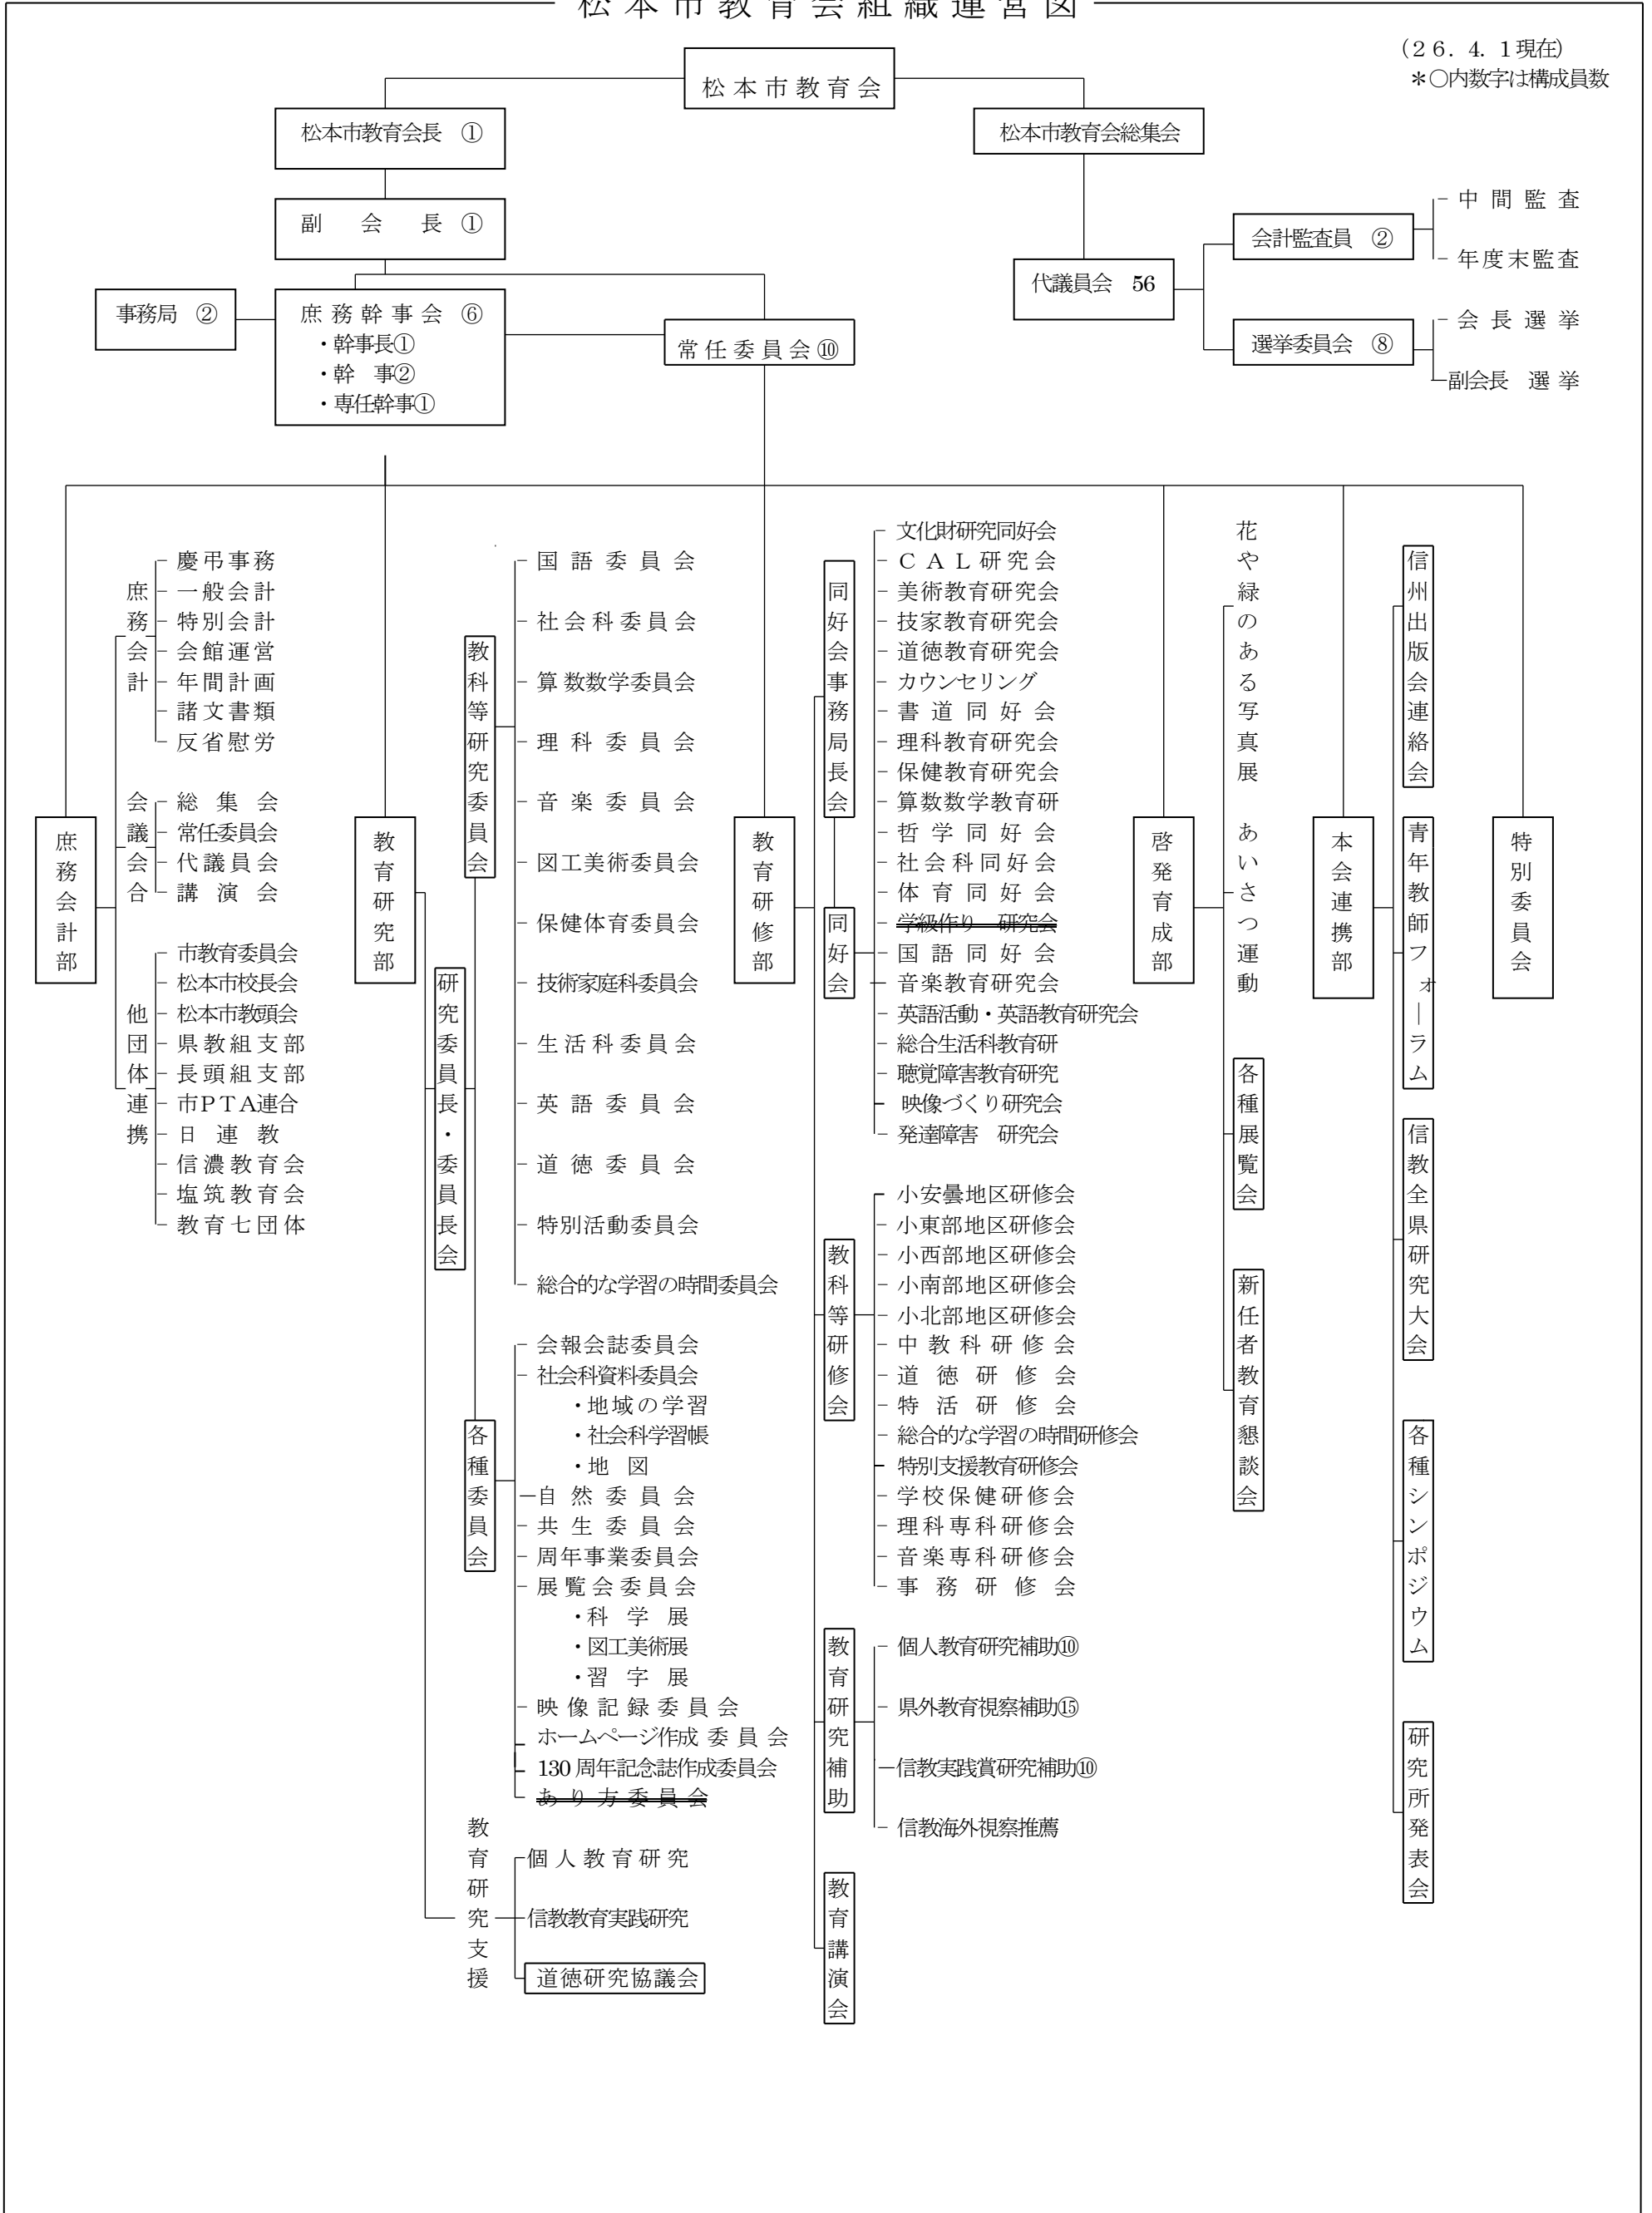 松本市教育会組織運営図
(26. 4. 1現在)
＊○内数字は構成員数
松本市教育会
松本市教育会長 ①
松本市教育会総集会
副 会 長 ①
会計監査員 ②
中間監査
年度末監査
代議員会 56
選挙委員会 ⑧
会長選挙
副会長 選挙
事務局 ②
庶務幹事会 ⑥
・幹事長①
・幹 事②
・専任幹事①
常任委員会⑩
庶務会計部
庶務会計
慶弔事務
一般会計
特別会計
会館運営
年間計画
諸文書類
反省慰労
会議会合
総集会
常任委員会
代議員会
講演会
他団体連携
市教育委員会
松本市校長会
松本市教頭会
県教組支部
長頭組支部
市PTA連合
日連教
信濃教育会
塩筑教育会
教育七団体
教育研究部
研究委員長・委員長会
教科等研究委員会
国語委員会
社会科委員会
算数数学委員会
理科委員会
音楽委員会
図工美術委員会
保健体育委員会
技術家庭科委員会
生活科委員会
英語委員会
道徳委員会
特別活動委員会
総合的な学習の時間委員会
各種委員会
会報会誌委員会
社会科資料委員会
・地域の学習
・社会科学習帳
・地 図
自然委員会
共生委員会
周年事業委員会
展覧会委員会
・科 学 展
・図工美術展
・習 字 展
映像記録委員会
ホームページ作成委員会
130周年記念誌作成委員会
あり方委員会
教育研究支援
個人教育研究
信教教育実践研究
道徳研究協議会
教育研修部
同好会事務局長会
同好会
文化財研究同好会
CAL研究会
美術教育研究会
技家教育研究会
道徳教育研究会
カウンセリング
書道同好会
理科教育研究会
保健教育研究会
算数数学教育研
哲学同好会
社会科同好会
体育同好会
学級作り 研究会
国語同好会
音楽教育研究会
英語活動・英語教育研究会
総合生活科教育研
聴覚障害教育研究
映像づくり研究会
発達障害 研究会
教科等研修会
小安曇地区研修会
小東部地区研修会
小西部地区研修会
小南部地区研修会
小北部地区研修会
中教科研修会
道徳研修会
特活研修会
総合的な学習の時間研修会
特別支援教育研修会
学校保健研修会
理科専科研修会
音楽専科研修会
事務研修会
教育研究補助
個人教育研究補助⑩
県外教育視察補助⑮
信教実践賞研究補助⑩
信教海外視察推薦
教育講演会
啓発育成部
花や緑のある写真展
あいさつ運動
各種展覧会
新任者教育懇談会
本会連携部
信州出版会連絡会
青年教師フォーラム
信教全県研究大会
各種シンポジウム
研究所発表会
特別委員会